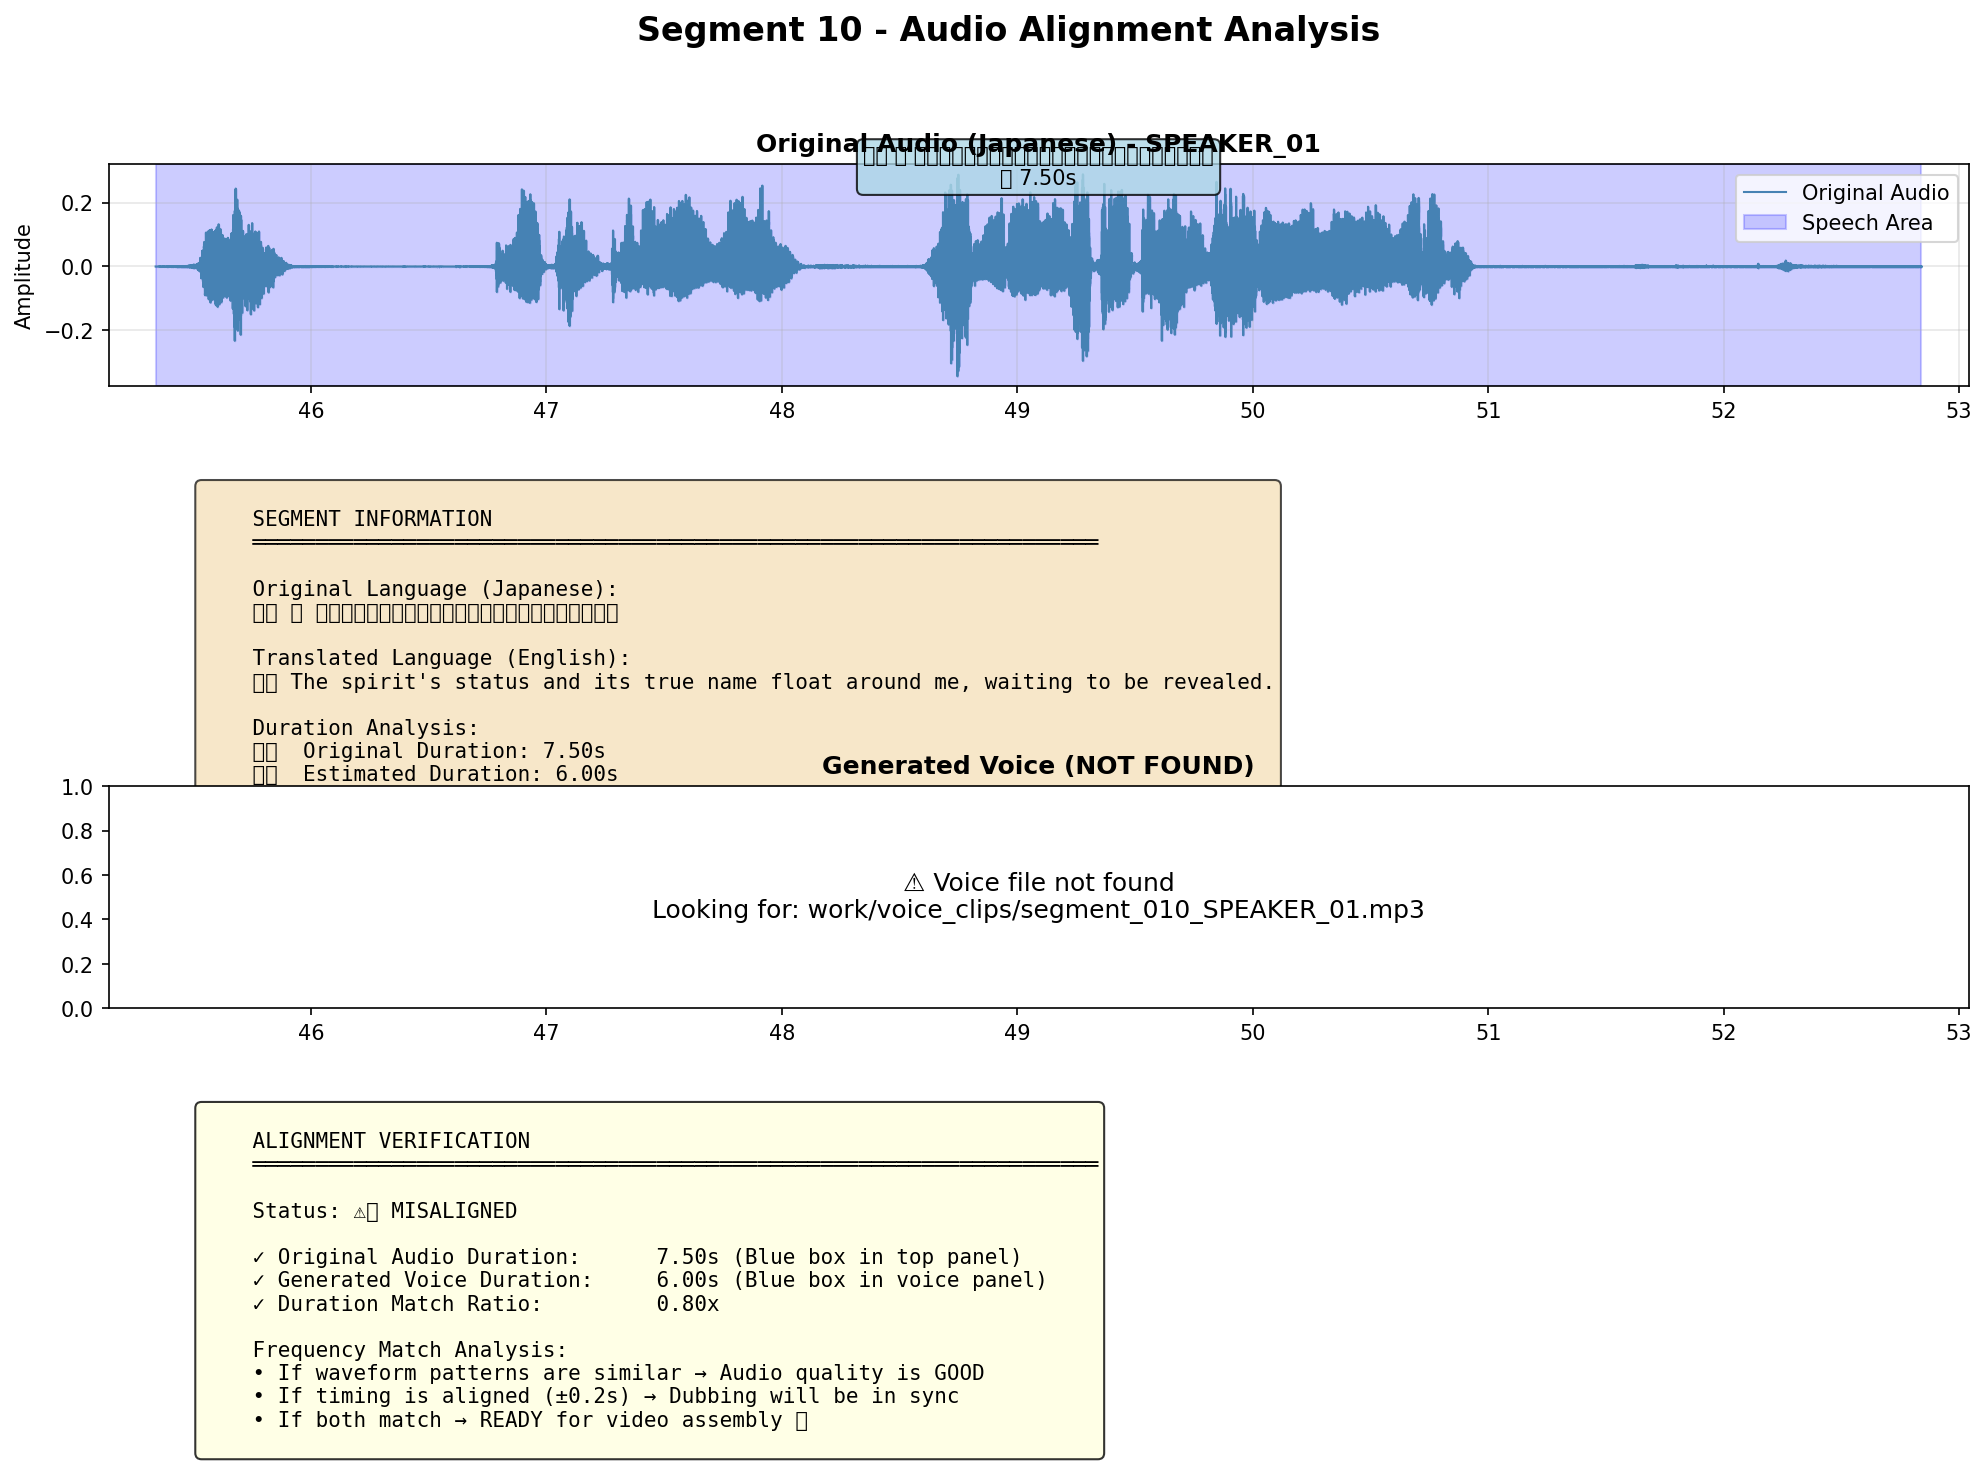 Segment 10 - Audio Alignment Analysis
Original Audio (Japanese) - SPEAKER_01
7.50s
Original Audio
Speech Area
Amplitude
0.2
0.0
−0.2
46 47 48 49 50 51 52 53
SEGMENT INFORMATION
Original Language (Japanese):
Translated Language (English):
The spirit's status and its true name float around me, waiting to be revealed.
Duration Analysis:
Original Duration: 7.50s
Estimated Duration: 6.00s
Generated Voice (NOT FOUND)
1.0
0.8
0.6
0.4
0.2
0.0
⚠ Voice file not found
Looking for: work/voice_clips/segment_010_SPEAKER_01.mp3
46 47 48 49 50 51 52 53
ALIGNMENT VERIFICATION
Status: ⚠ MISALIGNED
✓ Original Audio Duration: 7.50s (Blue box in top panel)
✓ Generated Voice Duration: 6.00s (Blue box in voice panel)
✓ Duration Match Ratio: 0.80x
Frequency Match Analysis:
• If waveform patterns are similar → Audio quality is GOOD
• If timing is aligned (±0.2s) → Dubbing will be in sync
• If both match → READY for video assembly